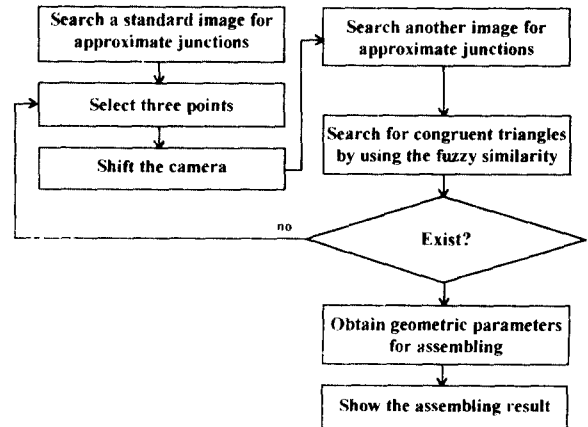 Search a standard image for
approximate junctions
Select three points
Shift the camera
Search another image for
approximate junctions
Search for congruent triangles
by using the fuzzy similarity
Exist?
no
Obtain geometric parameters
for assembling
Show the assembling result